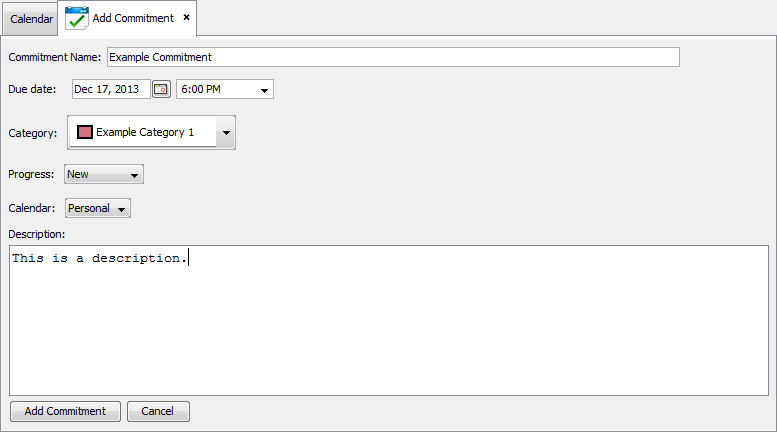 Calendar Add Commitment ×
Commitment Name: Example Commitment
Due date: Dec 17, 2013 6:00 PM
Category: Example Category 1
Progress: New
Calendar: Personal
Description:
This is a description.
Add Commitment Cancel